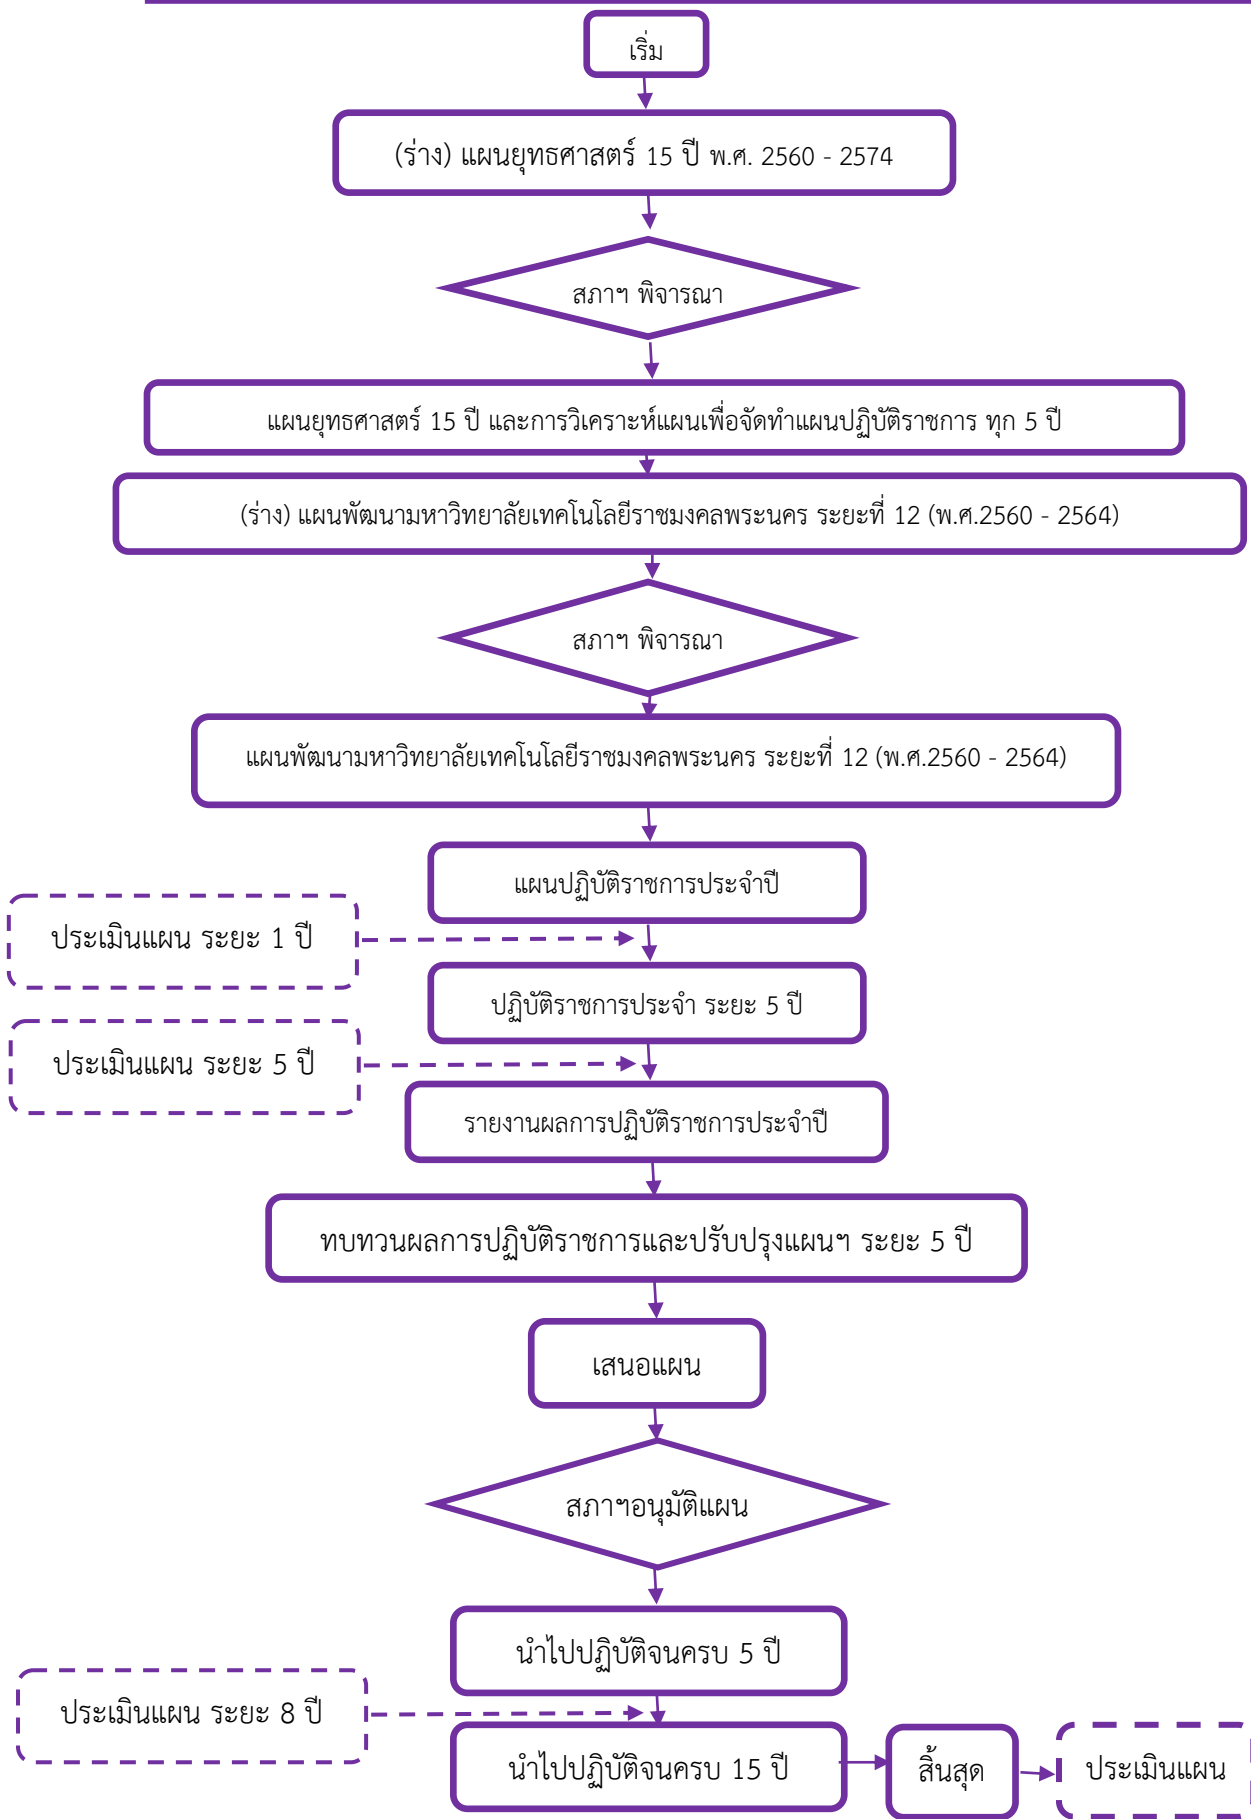 เริ่ม
(ร่าง) แผนยุทธศาสตร์ 15 ปี พ.ศ. 2560 - 2574
สภาฯ พิจารณา
แผนยุทธศาสตร์ 15 ปี และการวิเคราะห์แผนเพื่อจัดทำแผนปฏิบัติราชการ ทุก 5 ปี
(ร่าง) แผนพัฒนามหาวิทยาลัยเทคโนโลยีราชมงคลพระนคร ระยะที่ 12 (พ.ศ.2560 - 2564)
สภาฯ พิจารณา
แผนพัฒนามหาวิทยาลัยเทคโนโลยีราชมงคลพระนคร ระยะที่ 12 (พ.ศ.2560 - 2564)
แผนปฏิบัติราชการประจำปี
ประเมินแผน ระยะ 1 ปี
ปฏิบัติราชการประจำ ระยะ 5 ปี
ประเมินแผน ระยะ 5 ปี
รายงานผลการปฏิบัติราชการประจำปี
ทบทวนผลการปฏิบัติราชการและปรับปรุงแผนฯ ระยะ 5 ปี
เสนอแผน
สภาฯอนุมัติแผน
นำไปปฏิบัติจนครบ 5 ปี
ประเมินแผน ระยะ 8 ปี
นำไปปฏิบัติจนครบ 15 ปี
สิ้นสุด
ประเมินแผน